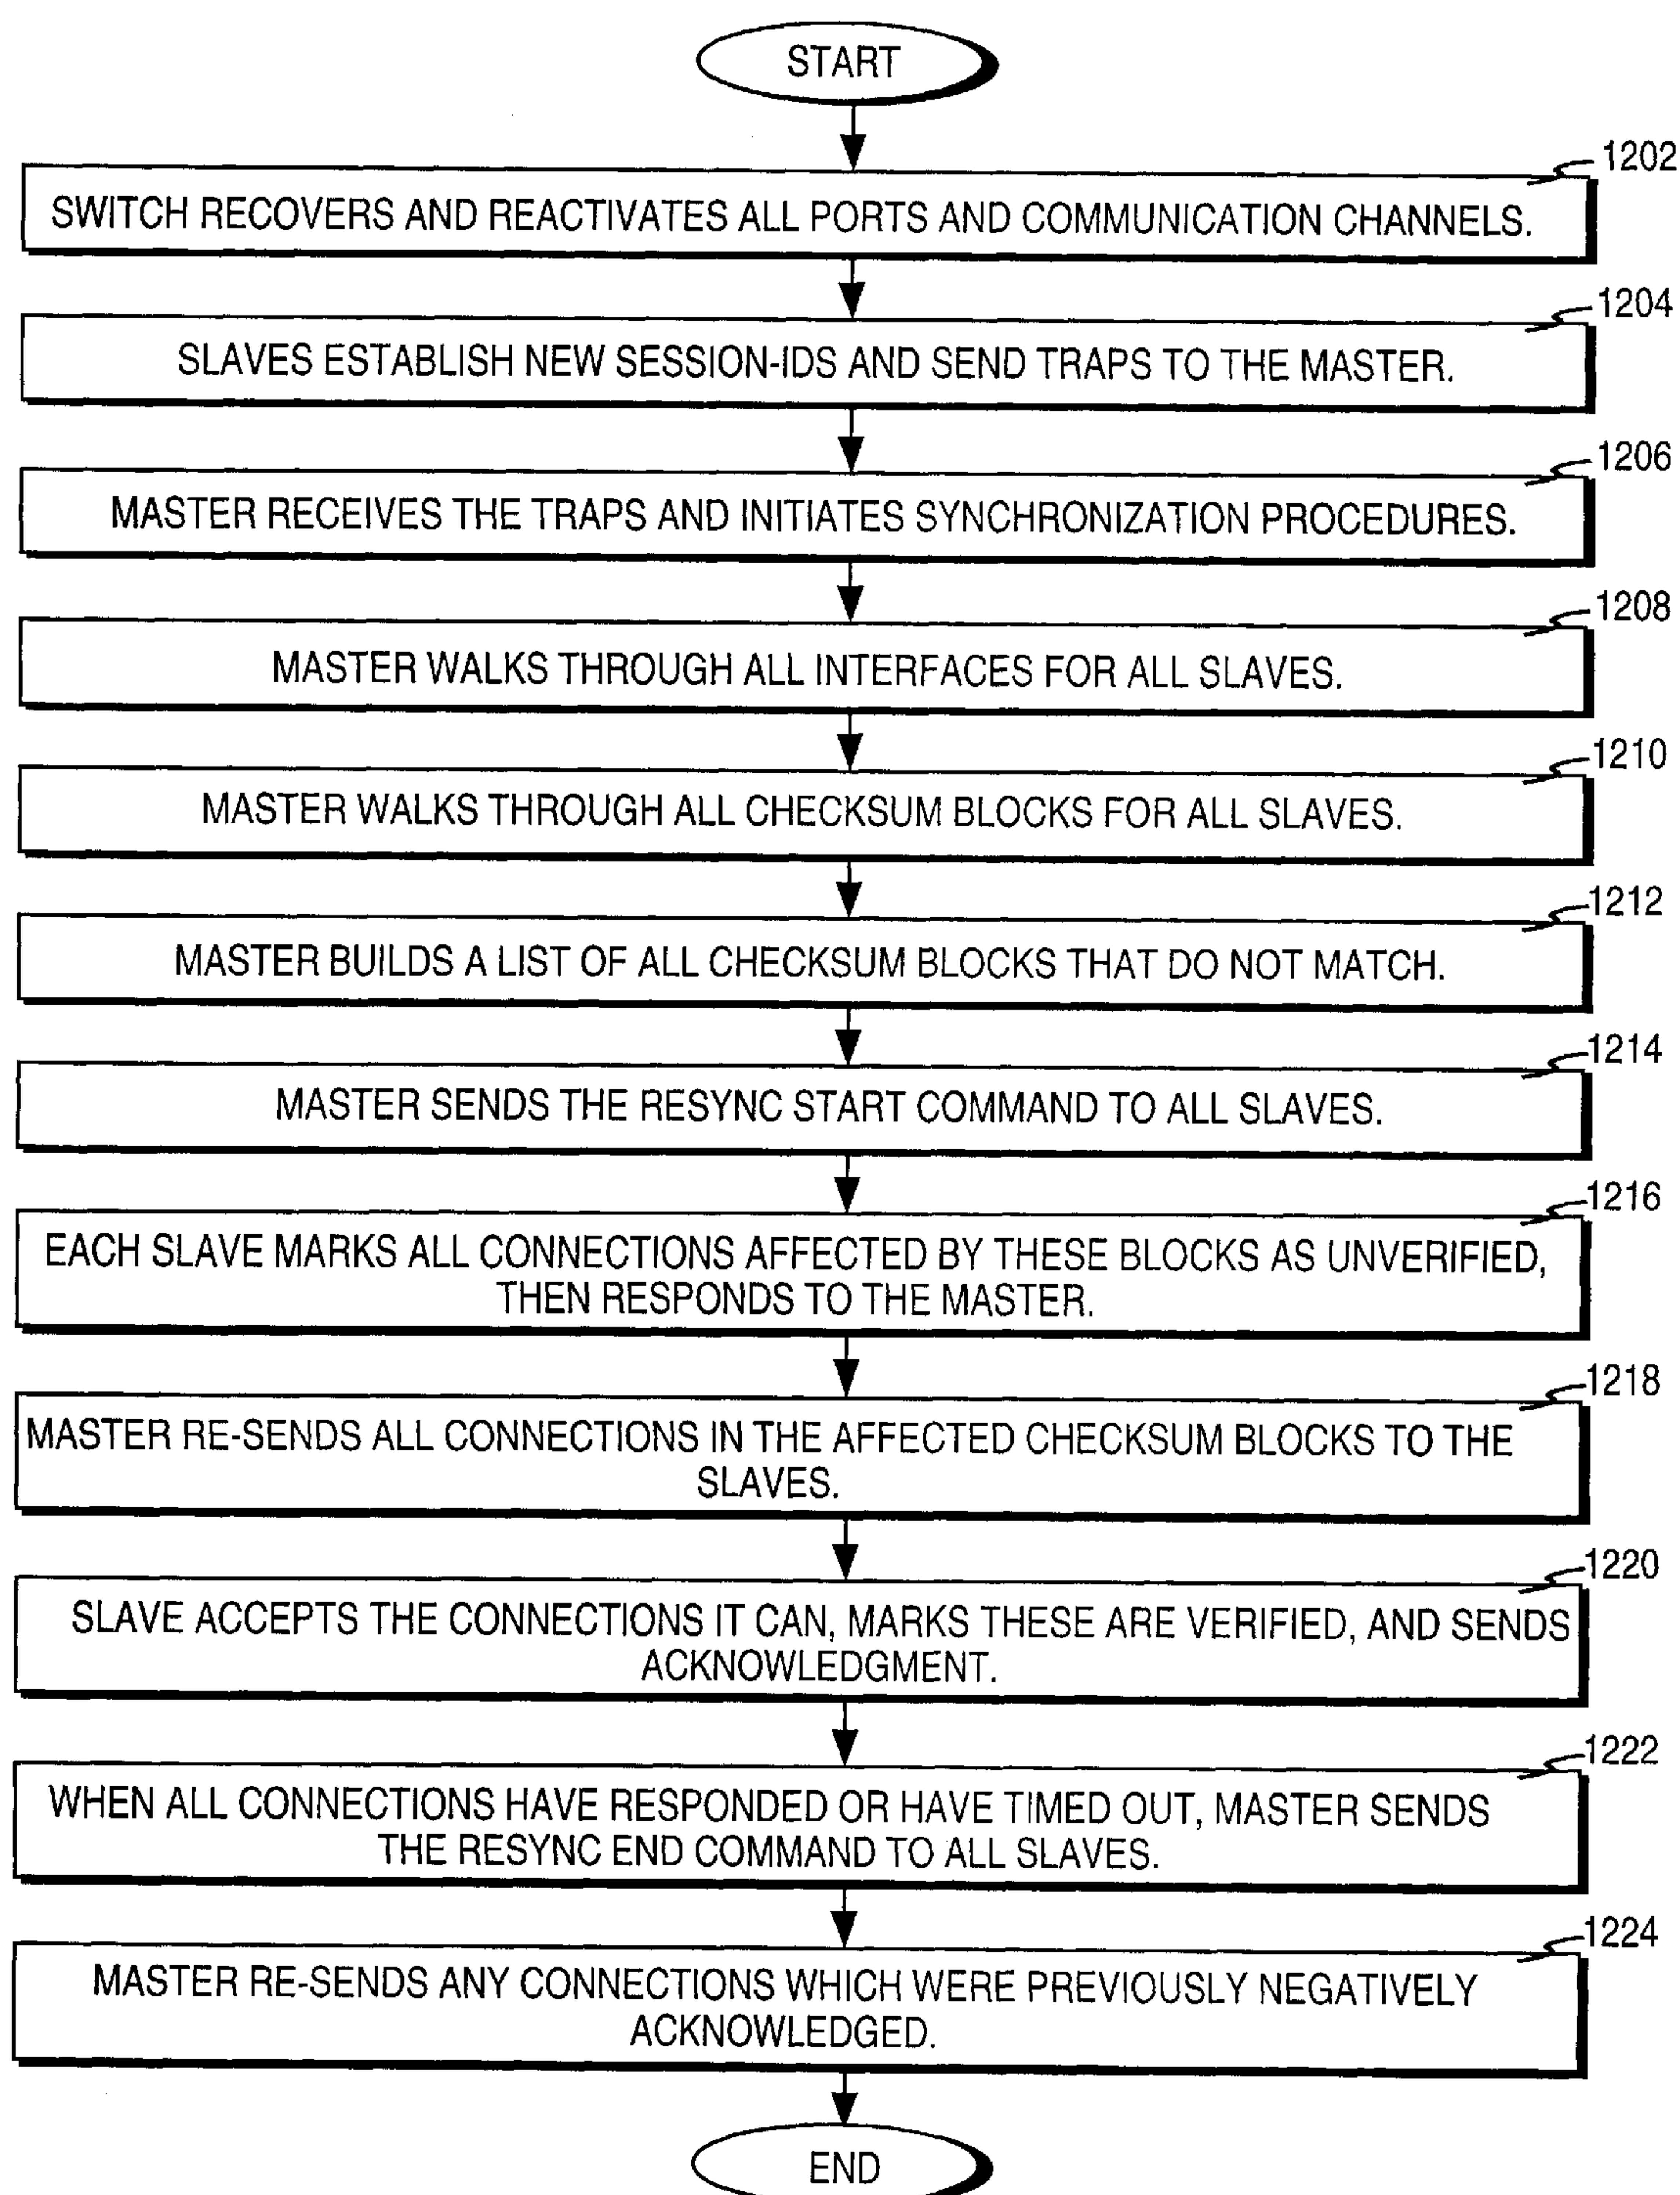 START
1202
SWITCH RECOVERS AND REACTIVATES ALL PORTS AND COMMUNICATION CHANNELS.
1204
SLAVES ESTABLISH NEW SESSION-IDS AND SEND TRAPS TO THE MASTER.
1206
MASTER RECEIVES THE TRAPS AND INITIATES SYNCHRONIZATION PROCEDURES.
1208
MASTER WALKS THROUGH ALL INTERFACES FOR ALL SLAVES.
1210
MASTER WALKS THROUGH ALL CHECKSUM BLOCKS FOR ALL SLAVES.
1212
MASTER BUILDS A LIST OF ALL CHECKSUM BLOCKS THAT DO NOT MATCH.
1214
MASTER SENDS THE RESYNC START COMMAND TO ALL SLAVES.
1216
EACH SLAVE MARKS ALL CONNECTIONS AFFECTED BY THESE BLOCKS AS UNVERIFIED,
THEN RESPONDS TO THE MASTER.
1218
MASTER RE-SENDS ALL CONNECTIONS IN THE AFFECTED CHECKSUM BLOCKS TO THE
SLAVES.
1220
SLAVE ACCEPTS THE CONNECTIONS IT CAN, MARKS THESE ARE VERIFIED, AND SENDS
ACKNOWLEDGMENT.
1222
WHEN ALL CONNECTIONS HAVE RESPONDED OR HAVE TIMED OUT, MASTER SENDS
THE RESYNC END COMMAND TO ALL SLAVES.
1224
MASTER RE-SENDS ANY CONNECTIONS WHICH WERE PREVIOUSLY NEGATIVELY
ACKNOWLEDGED.
END